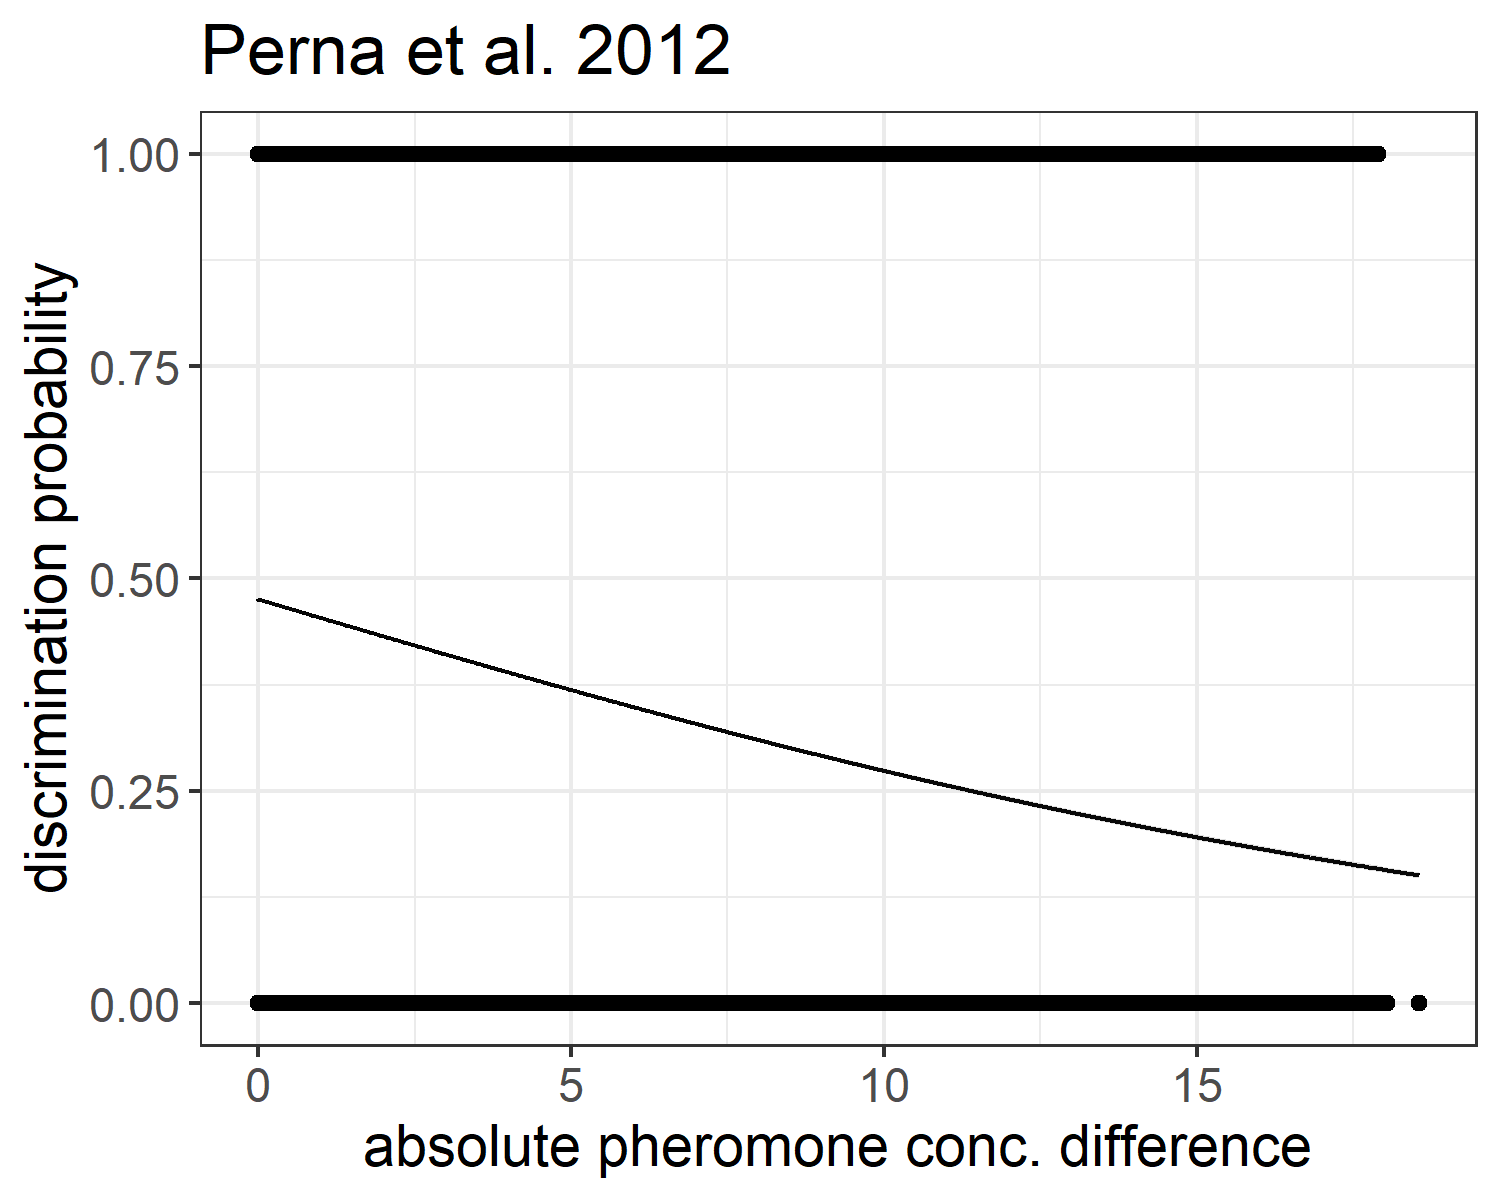 Perna et al. 2012
discrimination probability
1.00
0.75
0.50
0.25
0.00
0 5 10 15
absolute pheromone conc. difference